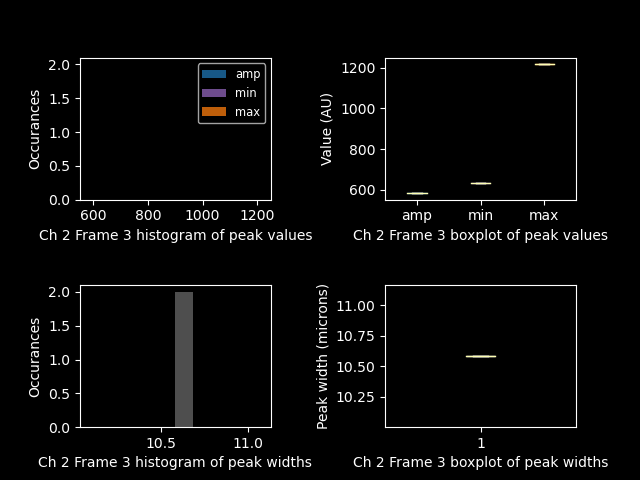 2.0
1.5
1.0
0.5
0.0
Occurances
amp
min
max
600 800 1000 1200
Ch 2 Frame 3 histogram of peak values
1200
1000
800
600
Value (AU)
amp min max
Ch 2 Frame 3 boxplot of peak values
2.0
1.5
1.0
0.5
0.0
Occurances
10.5 11.0
Ch 2 Frame 3 histogram of peak widths
11.00
10.75
10.50
10.25
Peak width (microns)
1
Ch 2 Frame 3 boxplot of peak widths